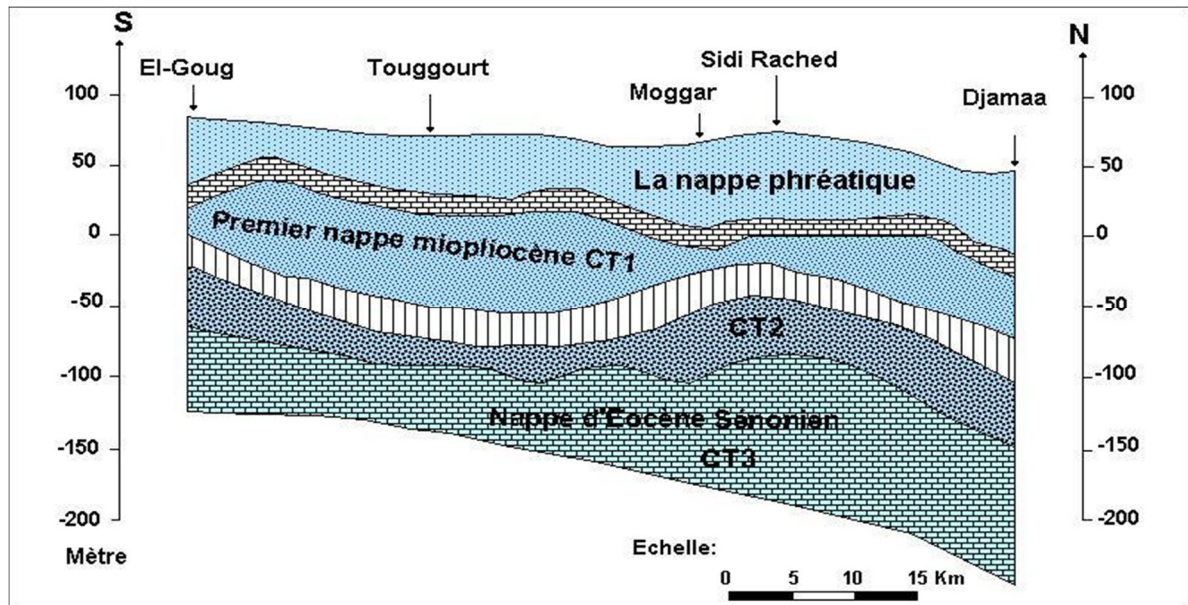 S
N
El-Goug
Touggourt
Moggar
Sidi Rached
Djamaa
100
50
0
-50
-100
-150
-200
Mètre
100
50
0
-50
-100
-150
-200
La nappe phréatique
Premier nappe miopliocène CT1
CT2
Nappe d'Eocène Sénonien
CT3
Echelle:
0 5 10 15 Km